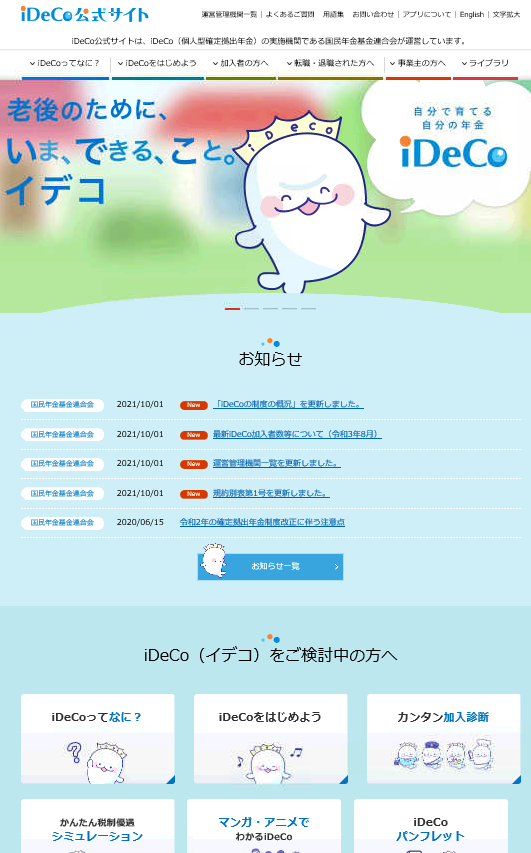 iDeCo公式サイト
運営管理機関一覧 | よくあるご質問 用語集 お問い合わせ | アプリについて | English | 文字拡大
iDeCo公式サイトは、iDeCo（個人型確定拠出年金）の実施機関である国民年金基金連合会が運営しています。
iDeCoってなに？ iDeCoをはじめよう 加入者の方へ 転職・退職された方へ 事業主の方へ ライブラリ
老後のために、
いま、できる、こと。
イデコ
iDeCo
自分で育てる
自分の年金
iDeCo
お知らせ
国民年金基金連合会 2021/10/01 New 「iDeCoの制度の概況」を更新しました。
国民年金基金連合会 2021/10/01 New 最新iDeCo加入者数等について（令和3年8月）
国民年金基金連合会 2021/10/01 New 運営管理機関一覧を更新しました。
国民年金基金連合会 2021/10/01 New 規約別表第1号を更新しました。
国民年金基金連合会 2020/06/15 令和2年の確定拠出年金制度改正に伴う注意点
お知らせ一覧
iDeCo（イデコ）をご検討中の方へ
iDeCoってなに？ iDeCoをはじめよう カンタン加入診断
かんたん税制優遇
シミュレーション
マンガ・アニメで
わかるiDeCo
iDeCo
パンフレット